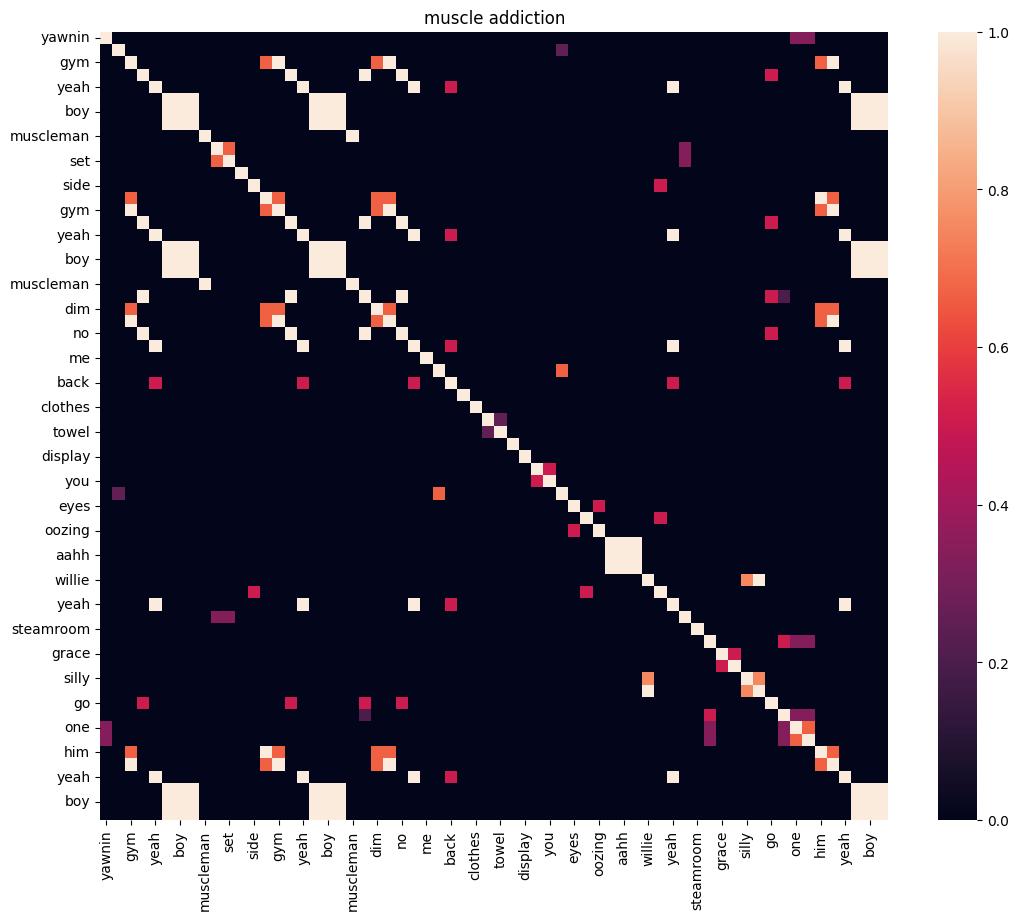 muscle addiction
yawnin
gym
yeah
boy
muscleman
set
side
gym
yeah
boy
muscleman
dim
no
me
back
clothes
towel
display
you
eyes
oozing
aahh
willie
yeah
steamroom
grace
silly
go
one
him
yeah
boy
yawnin
gym
yeah
boy
muscleman
set
side
gym
yeah
boy
muscleman
dim
no
me
back
clothes
towel
display
you
eyes
oozing
aahh
willie
yeah
steamroom
grace
silly
go
one
him
yeah
boy
1.0
0.8
0.6
0.4
0.2
0.0